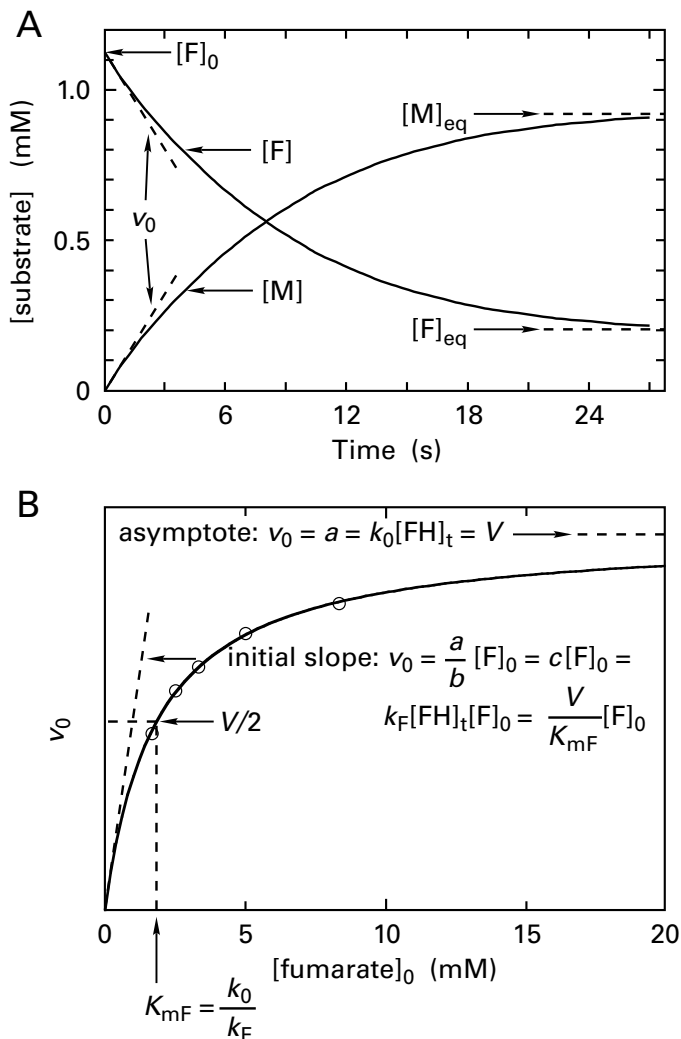 A
[F]0
1.0
[M]eq
[F]
[substrate] (mM)
v0
0.5
[M]
[F]eq
0
0 6 12 18 24
Time (s)
B
asymptote: v0 = a = k0[FH]t = V
initial slope: v0 = a/b [F]0 = c[F]0 =
kF[FH]t[F]0 = V/KmF [F]0
V/2
v0
0 5 10 15 20
[fumarate]0 (mM)
KmF = k0/kF